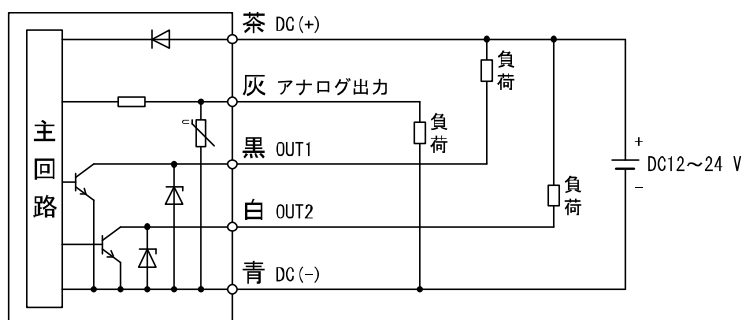 茶 DC(+)
負荷
灰 アナログ出力
負荷
主回路
黒 OUT1
+
DC12～24 V
−
負荷
白 OUT2
青 DC(-)